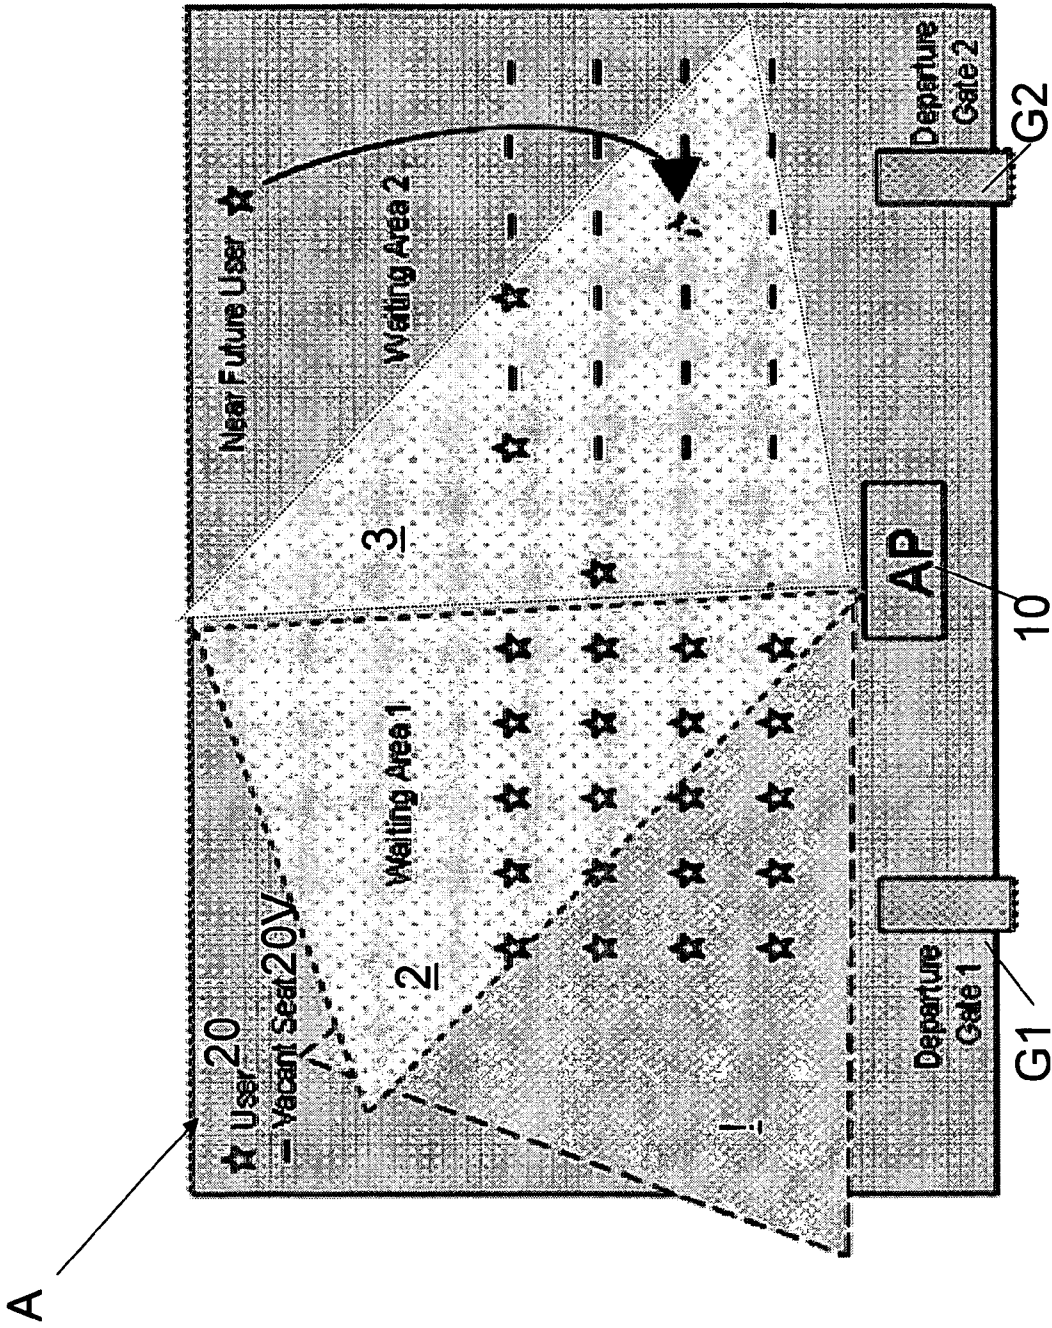 A
☆ User 20
– Vacant Seat 20V
Near Future User ☆
Waiting Area 1
Waiting Area 2
2
3
AP
10
Departure
Gate 1
G1
Departure
Gate 2
G2